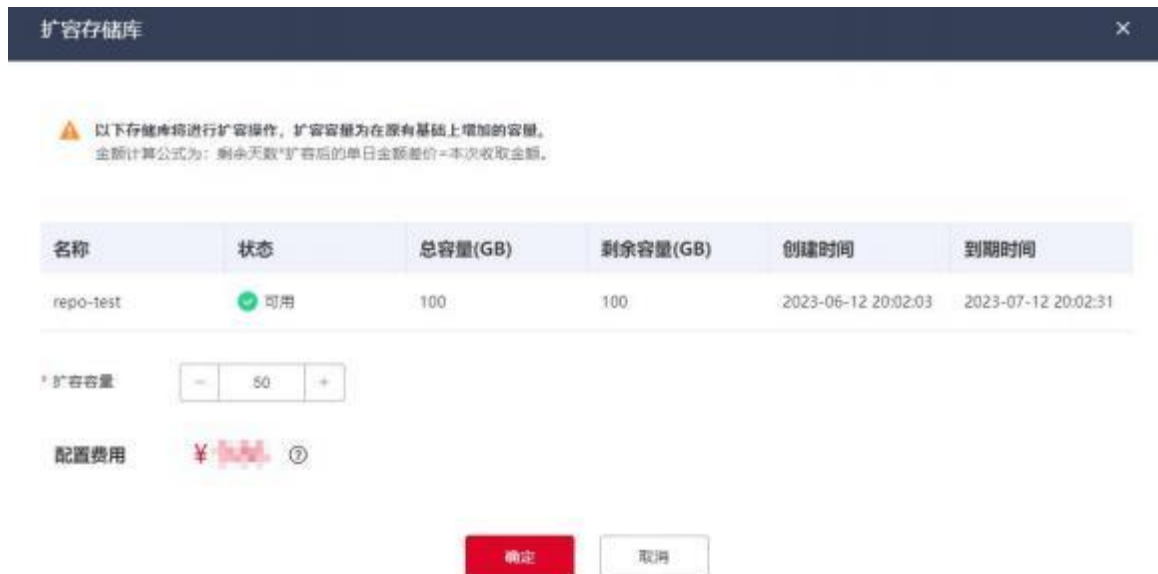 扩容存储库
以下存储库将进行扩容操作，扩容容量为在原有基础上增加的容量。
金额计算公式为：剩余天数*扩容后的单日金额差价=本次收取金额。
名称 状态 总容量(GB) 剩余容量(GB) 创建时间 到期时间
repo-test 可用 100 100 2023-06-12 20:02:03 2023-07-12 20:02:31
* 扩容容量 − 50 +
配置费用 ¥
确定 取消